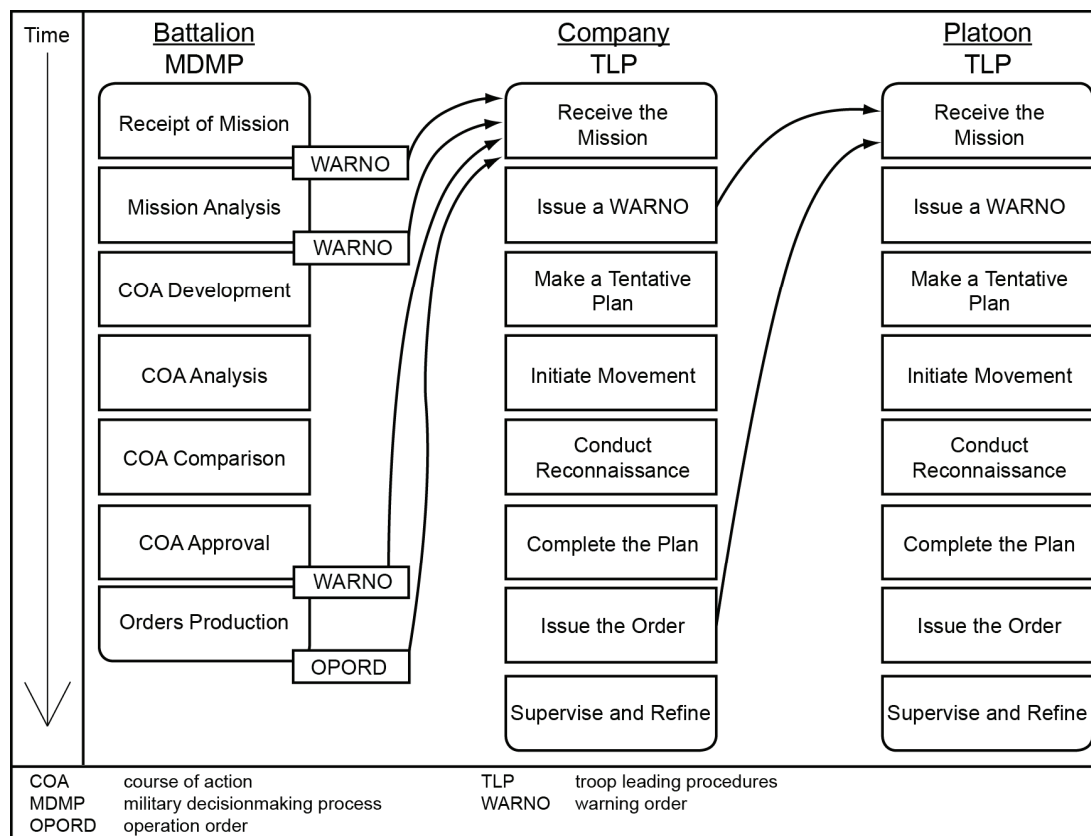 Time
Battalion
MDMP
Receipt of Mission
WARNO
Mission Analysis
WARNO
COA Development
COA Analysis
COA Comparison
COA Approval
WARNO
Orders Production
OPORD
Company
TLP
Receive the
Mission
Issue a WARNO
Make a Tentative
Plan
Initiate Movement
Conduct
Reconnaissance
Complete the Plan
Issue the Order
Supervise and Refine
Platoon
TLP
Receive the
Mission
Issue a WARNO
Make a Tentative
Plan
Initiate Movement
Conduct
Reconnaissance
Complete the Plan
Issue the Order
Supervise and Refine
COA course of action
MDMP military decisionmaking process
OPORD operation order
TLP troop leading procedures
WARNO warning order